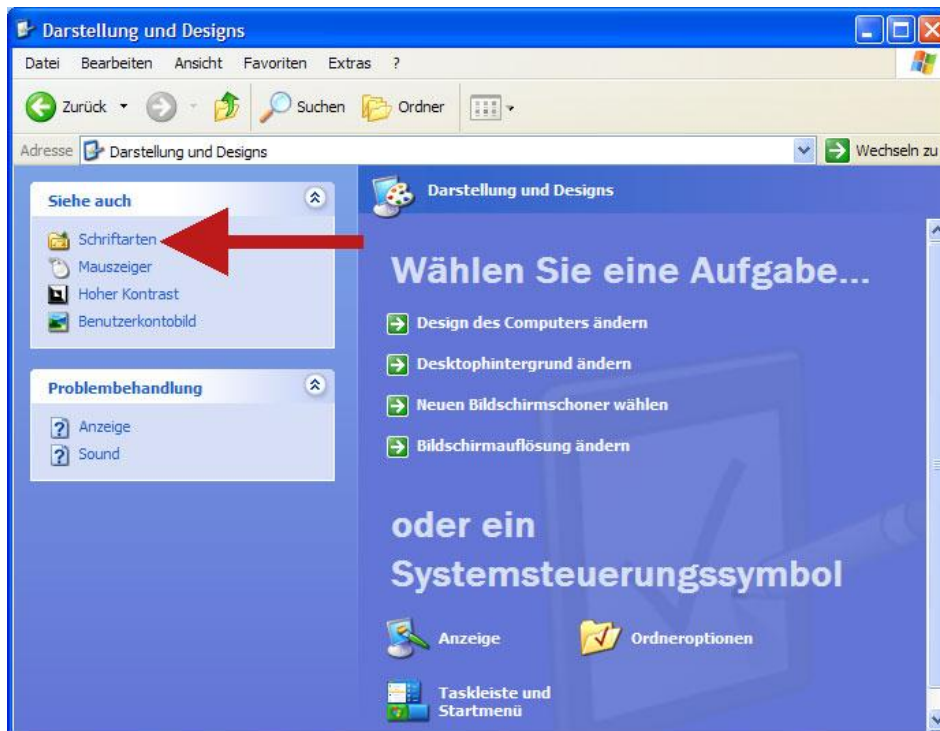 Darstellung und Designs
Datei Bearbeiten Ansicht Favoriten Extras ?
Zurück Suchen Ordner
Adresse Darstellung und Designs Wechseln zu
Siehe auch
Schriftarten
Mauszeiger
Hoher Kontrast
Benutzerkontobild
Problembehandlung
Anzeige
Sound
Darstellung und Designs
Wählen Sie eine Aufgabe...
Design des Computers ändern
Desktophintergrund ändern
Neuen Bildschirmschoner wählen
Bildschirmauflösung ändern
oder ein
Systemsteuerungssymbol
Anzeige Ordneroptionen
Taskleiste und
Startmenü